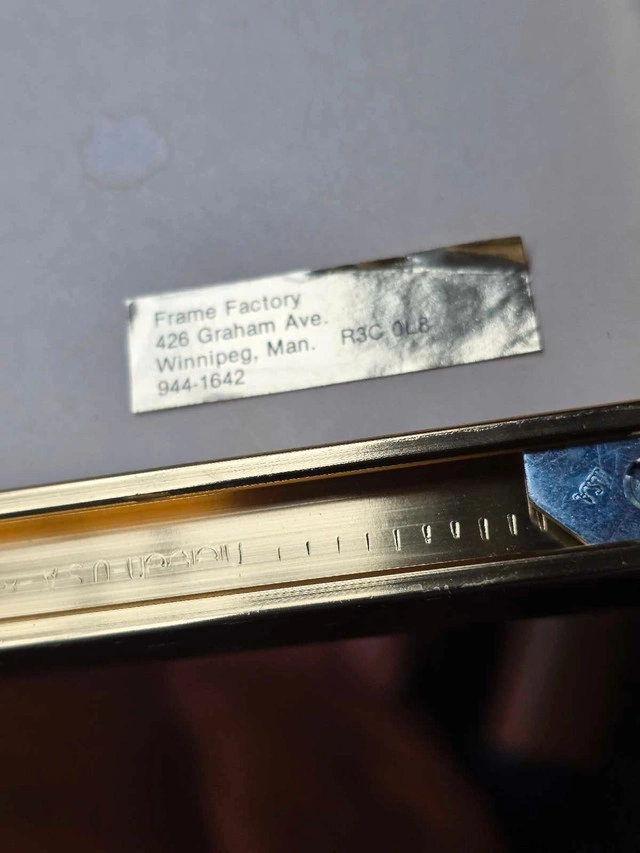 Frame Factory
426 Graham Ave.
Winnipeg, Man. R3C 0L8
944-1642
U.S.A.